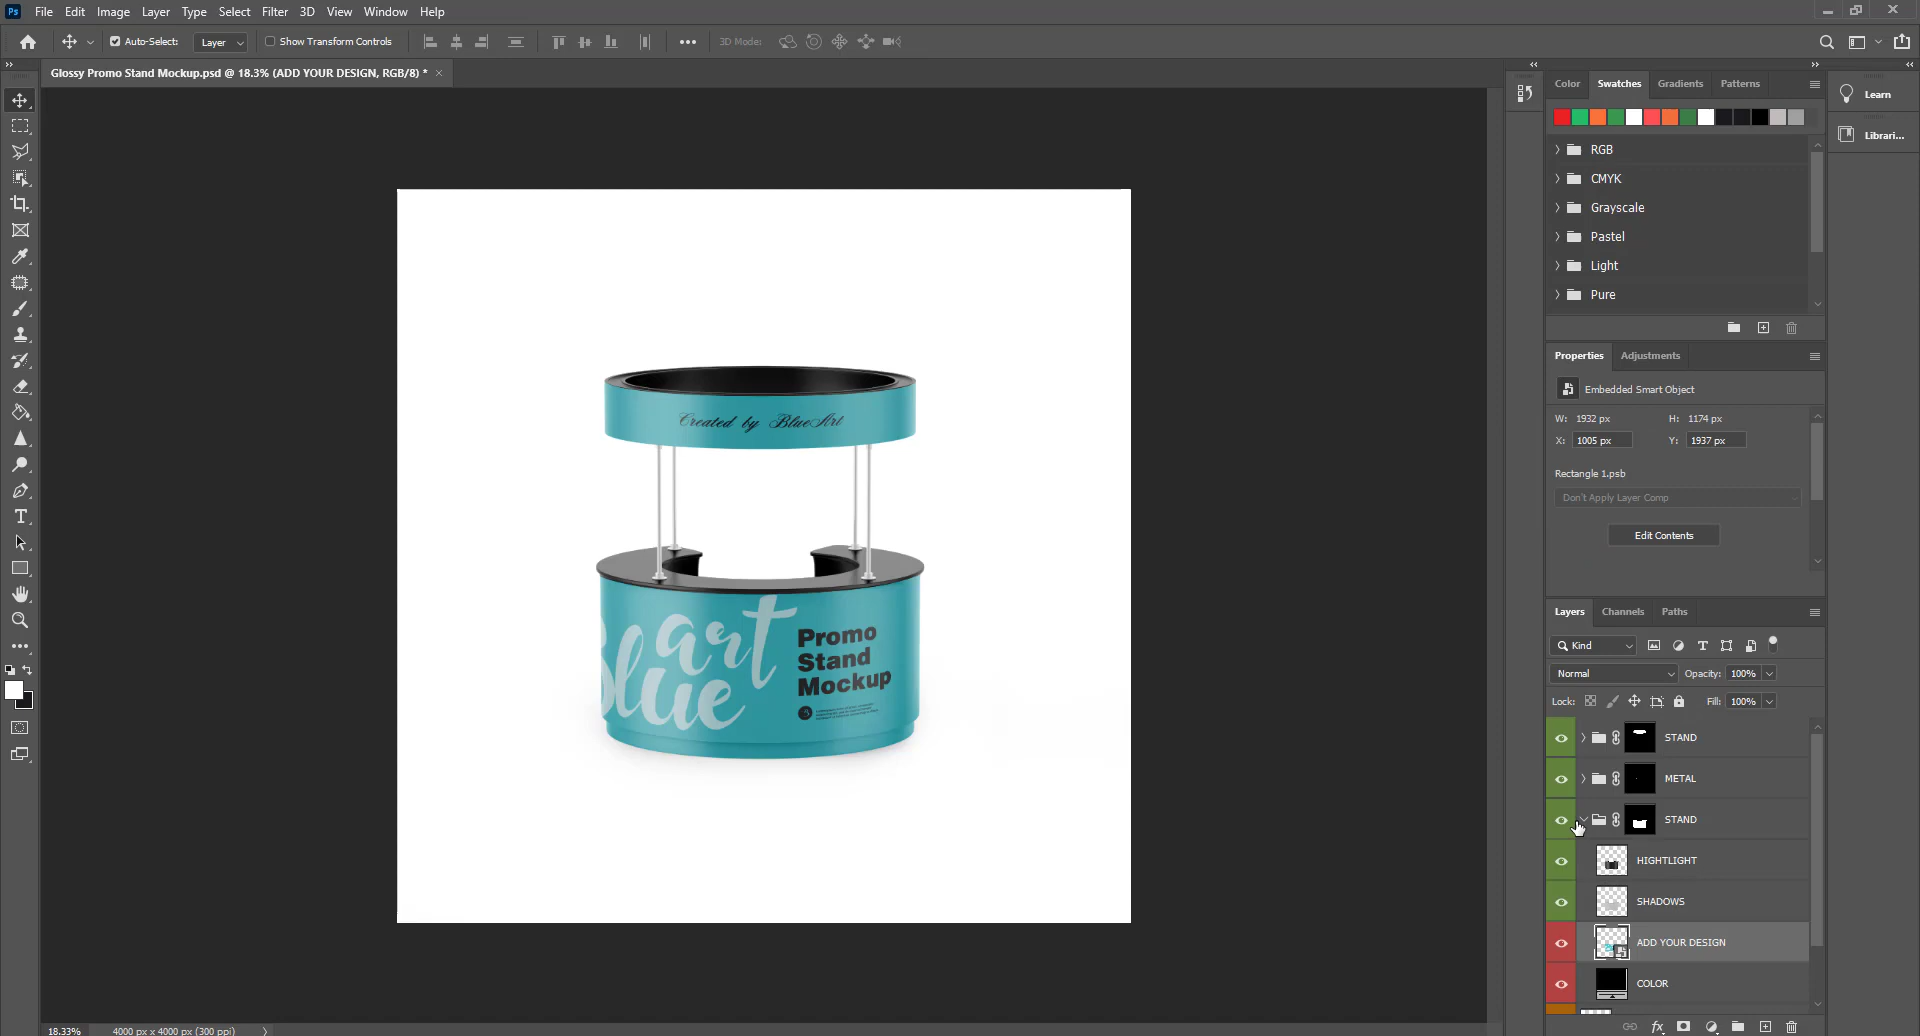 Ps File Edit Image Layer Type Select Filter 3D View Window Help
Auto-Select: Layer Show Transform Controls 3D Mode:
Glossy Promo Stand Mockup.psd @ 18.3% (ADD YOUR DESIGN, RGB/8) *
Color Swatches Gradients Patterns
Learn
Librari...
RGB
CMYK
Grayscale
Pastel
Light
Pure
Properties Adjustments
Embedded Smart Object
W: 1932 px H: 1174 px
X: 1005 px Y: 1937 px
Rectangle 1.psb
Don't Apply Layer Comp
Edit Contents
Created by BlueArt
art
Blue
Promo
Stand
Mockup
Layers Channels Paths
Kind
Normal Opacity: 100%
Lock: Fill: 100%
STAND
METAL
STAND
HIGHTLIGHT
SHADOWS
ADD YOUR DESIGN
COLOR
fx
18.33% 4000 px x 4000 px (300 ppi)